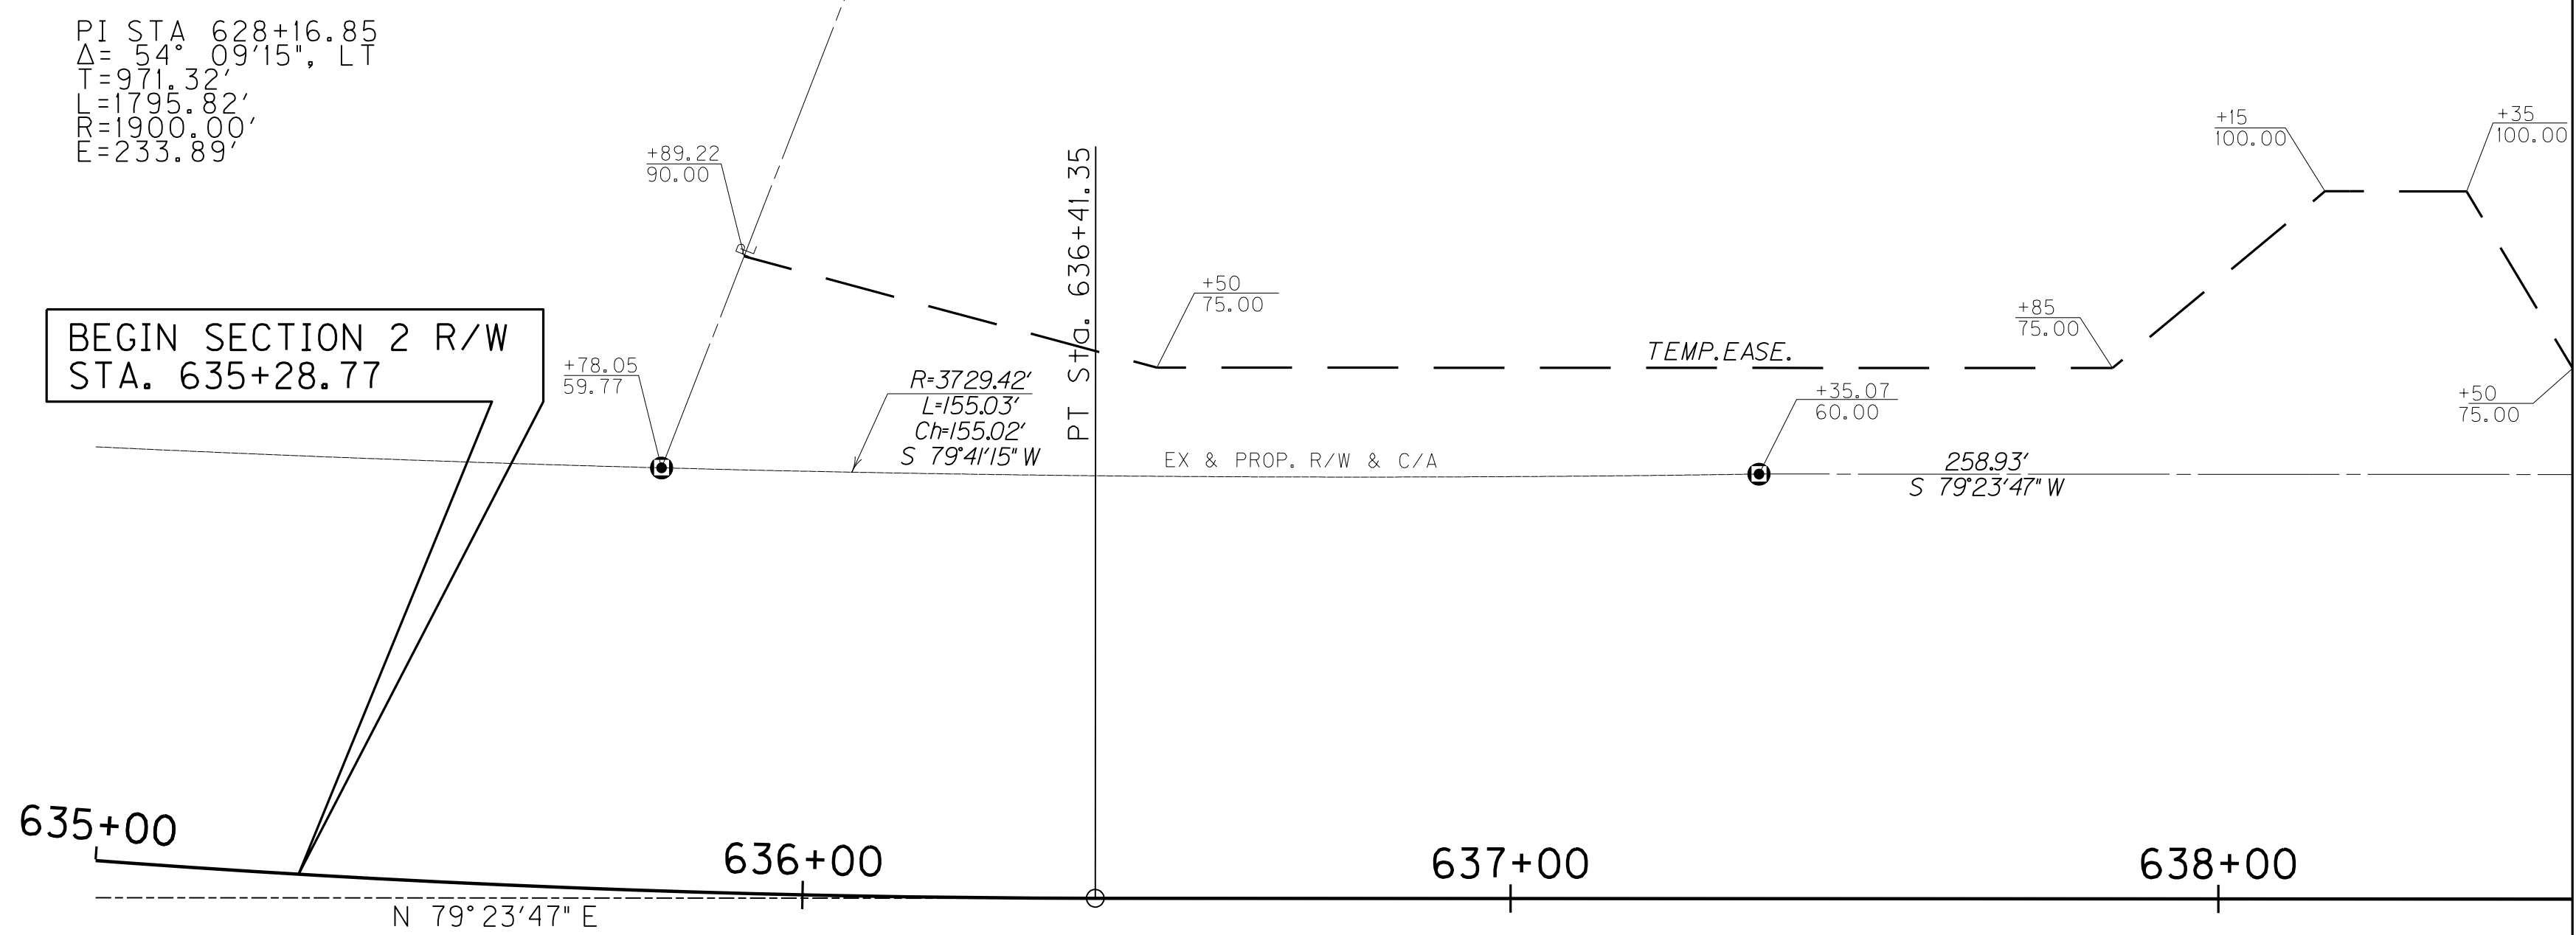 PI STA 628+16.85
Δ= 54° 09'15", LT
T=971.32'
L=1795.82'
R=1900.00'
E=233.89'
+89.22
90.00
PT Sta. 636+41.35
+15
100.00
+35
100.00
+50
75.00
+85
75.00
BEGIN SECTION 2 R/W
STA. 635+28.77
+78.05
59.77
R=3729.42'
L=155.03'
Ch=155.02'
S 79°41'15" W
TEMP.EASE.
+35.07
60.00
+50
75.00
EX & PROP. R/W & C/A
258.93'
S 79°23'47" W
635+00
636+00
637+00
638+00
N 79°23'47" E